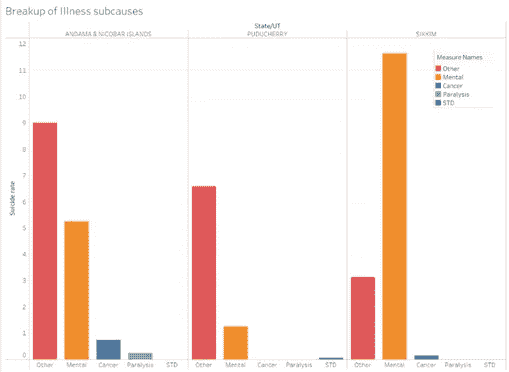 Breakup of Illness subcauses
State/UT
ANDAMA & NICOBAR ISLANDS PUDUCHERRY SIKKIM
12
11
10
9
8
7
6
5
4
3
2
1
0
Suicide rate
Measure Names
Other
Mental
Cancer
Paralysis
STD
Other Mental Cancer Paralysis STD Other Mental Cancer Paralysis STD Other Mental Cancer Paralysis STD